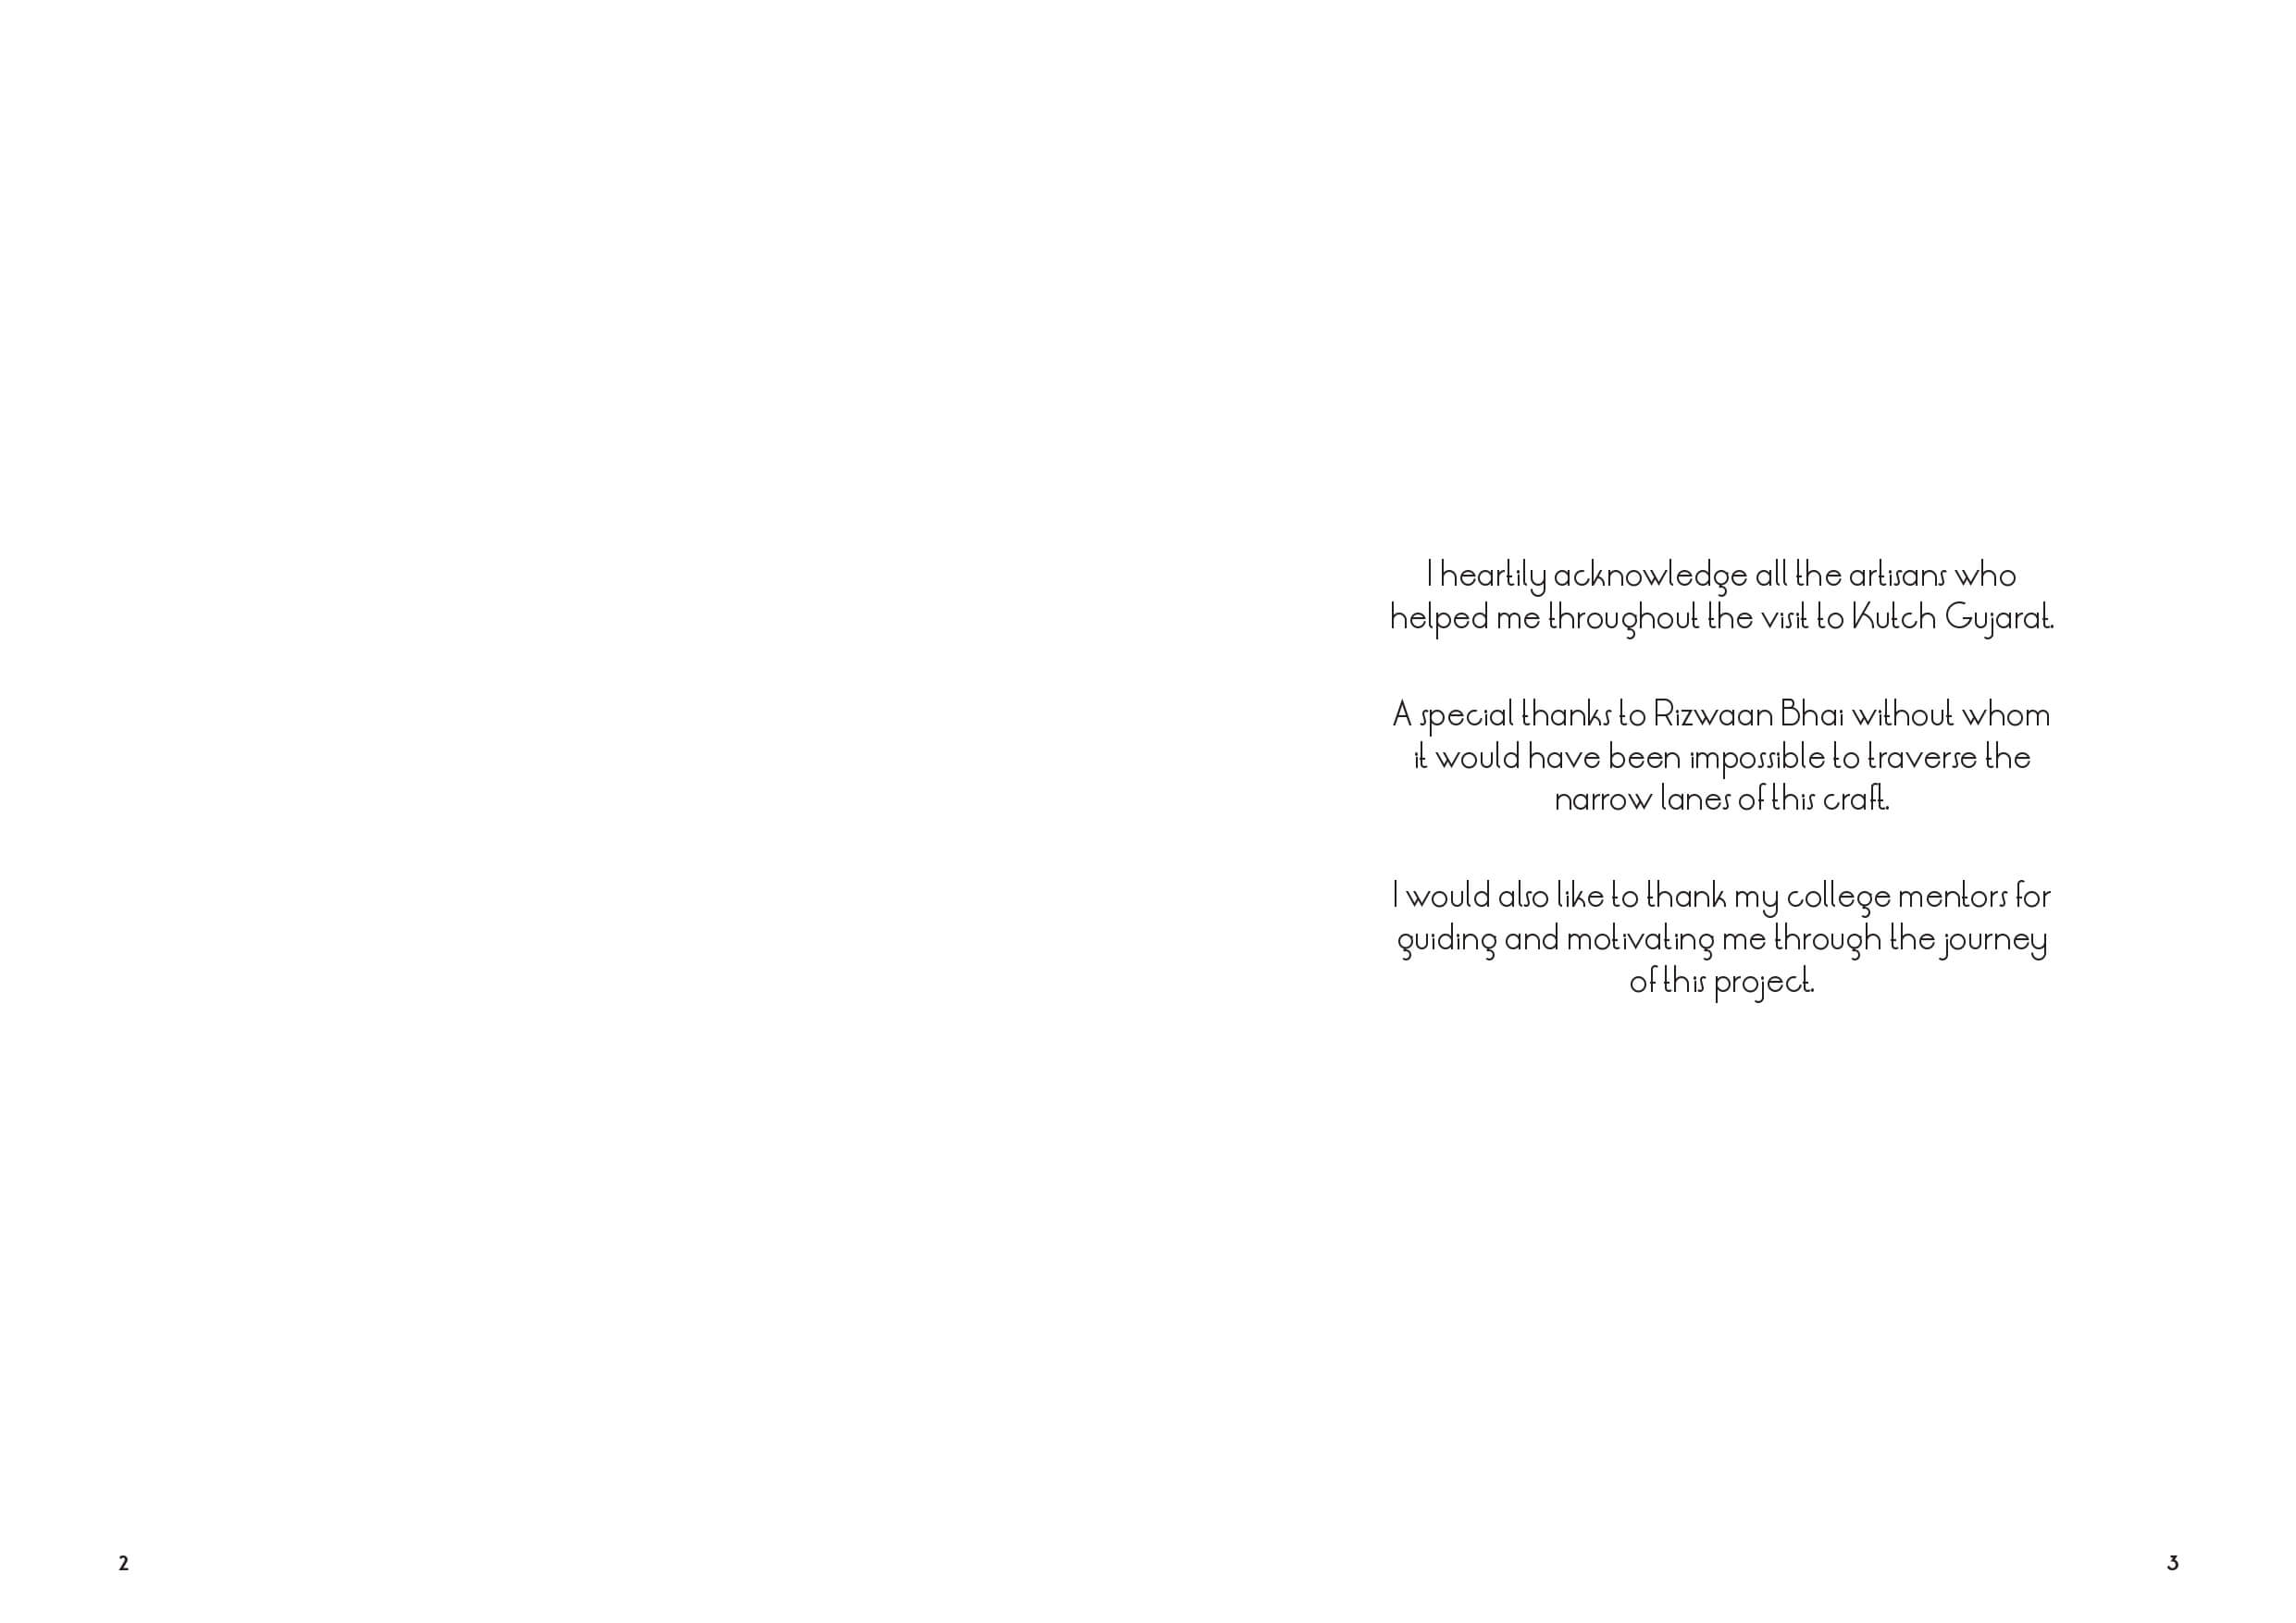 I heartily acknowledge all the artisans who
helped me throughout the visit to Kutch Gujarat.
A special thanks to Rizwaan Bhai without whom
it would have been impossible to traverse the
narrow lanes of this craft.
I would also like to thank my college mentors for
guiding and motivating me through the journey
of this project.
2
3